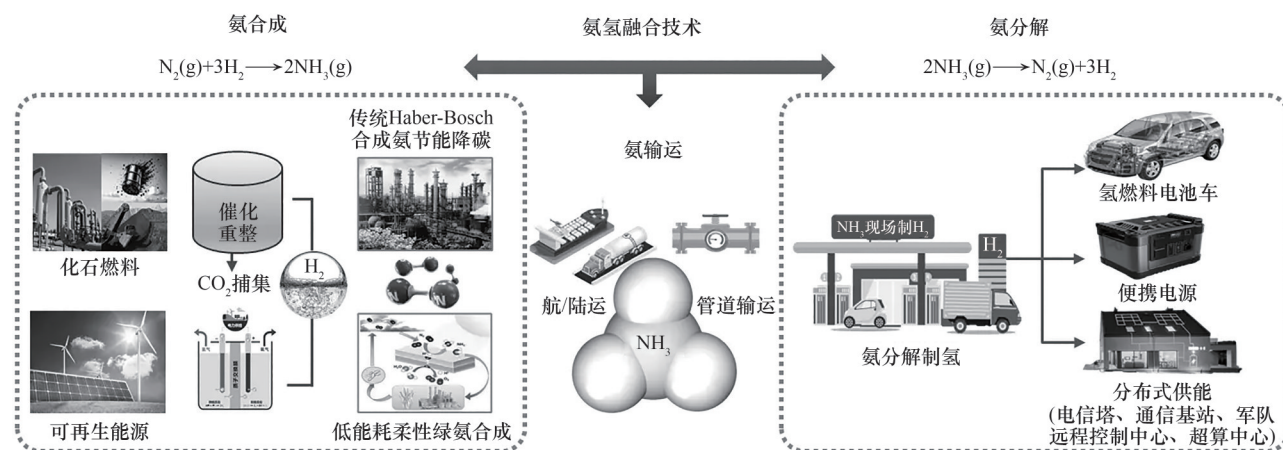 氨合成
N₂(g)+3H₂→2NH₃(g)
氨氢融合技术
氨分解
2NH₃(g)→N₂(g)+3H₂
传统Haber-Bosch
合成氨节能降碳
催化
重整
化石燃料
CO₂捕集
H₂
可再生能源
N
N
低能耗柔性绿氨合成
氨输运
航/陆运
管道输运
NH₃
NH₃现场制H₂
H₂
氨分解制氢
氢燃料电池车
便携电源
分布式供能
(电信塔、通信基站、军队
远程控制中心、超算中心)